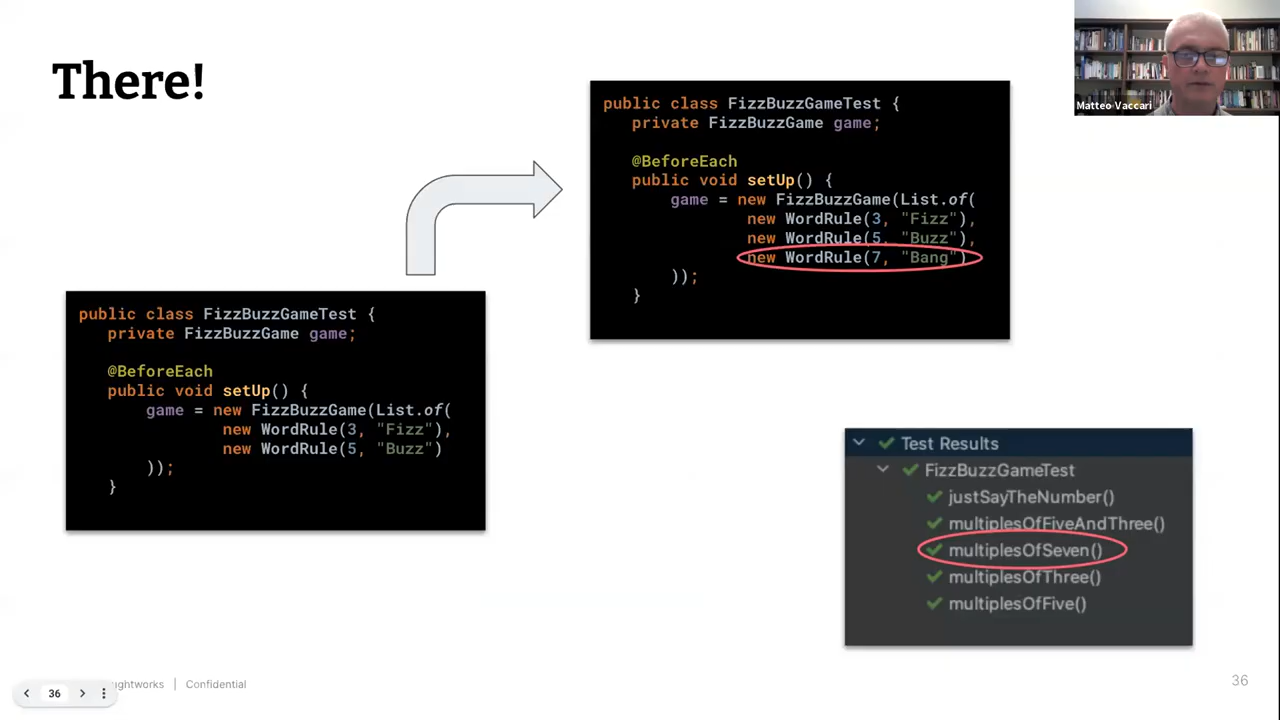 There!
Matteo Vaccari
public class FizzBuzzGameTest {
private FizzBuzzGame game;
@BeforeEach
public void setUp() {
game = new FizzBuzzGame(List.of(
new WordRule(3, "Fizz"),
new WordRule(5, "Buzz"),
new WordRule(7, "Bang")
));
}
public class FizzBuzzGameTest {
private FizzBuzzGame game;
@BeforeEach
public void setUp() {
game = new FizzBuzzGame(List.of(
new WordRule(3, "Fizz"),
new WordRule(5, "Buzz")
));
}
Test Results
FizzBuzzGameTest
justSayTheNumber()
multiplesOfFiveAndThree()
multiplesOfSeven()
multiplesOfThree()
multiplesOfFive()
36
ughtworks | Confidential
36